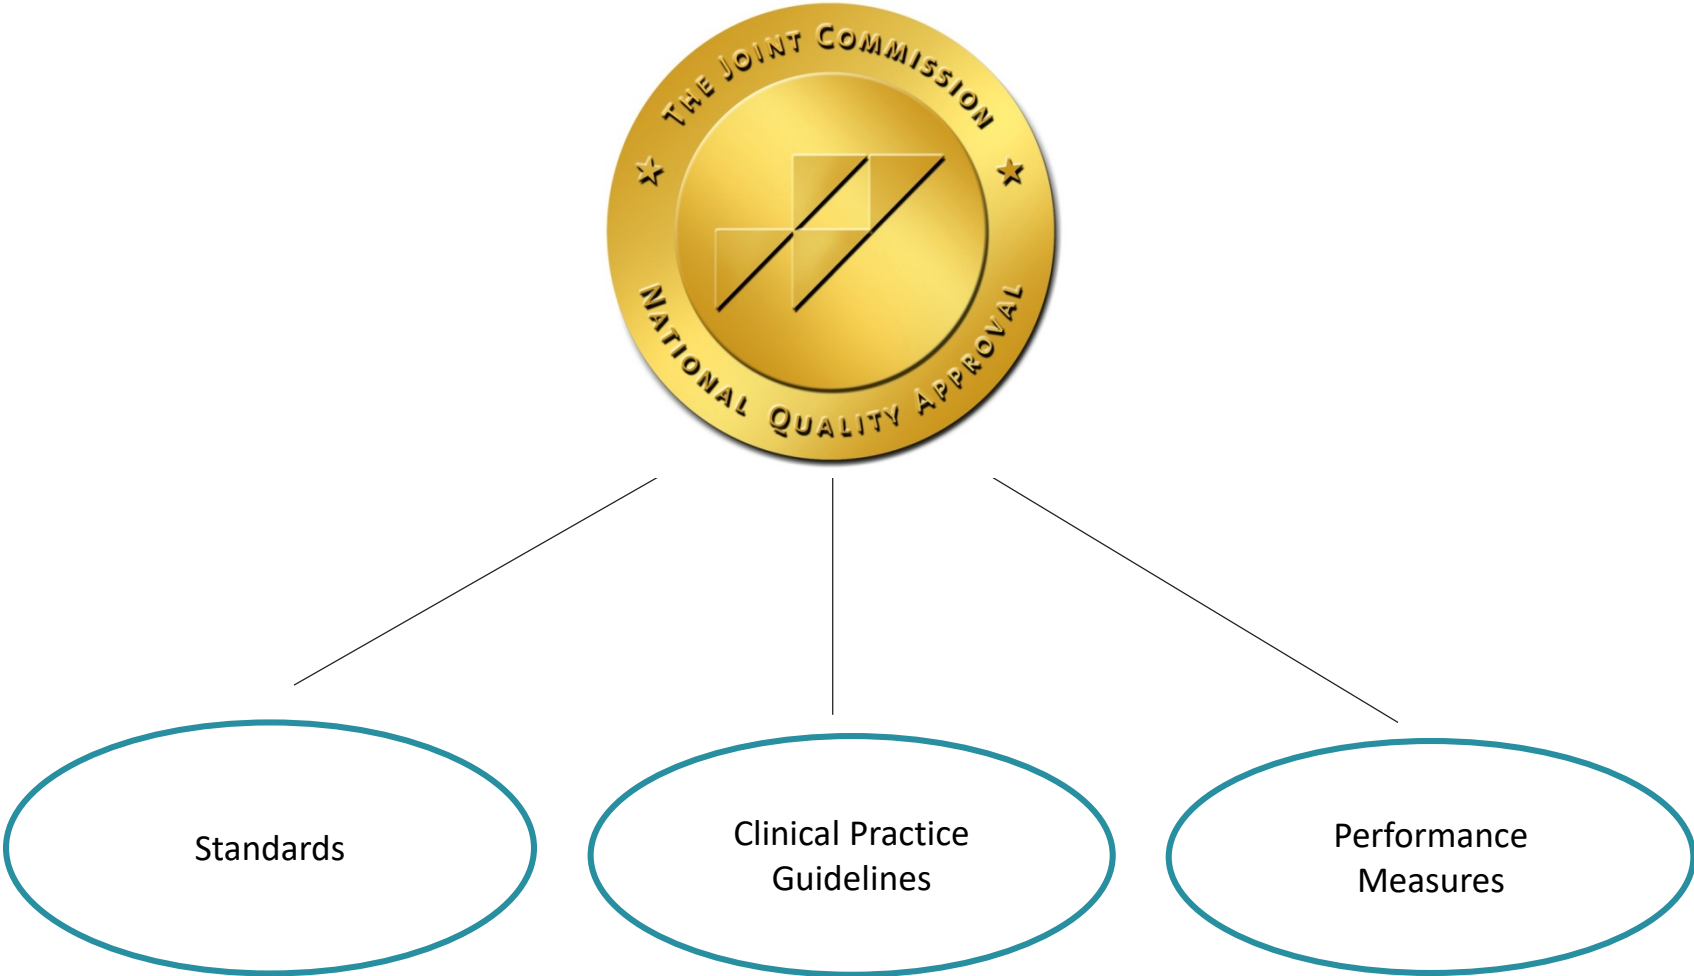 THE JOINT COMMISSION
NATIONAL QUALITY APPROVAL
Standards
Clinical Practice
Guidelines
Performance
Measures